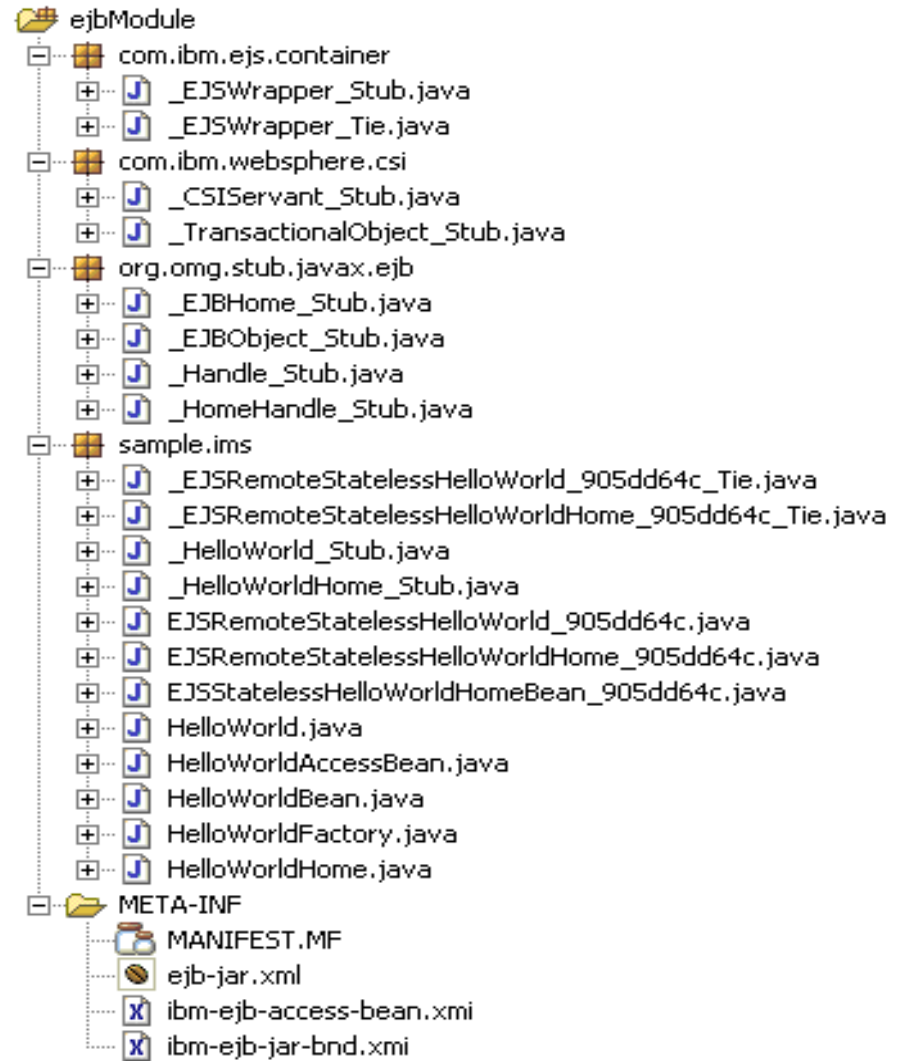 ejbModule
com.ibm.ejs.container
_EJSWrapper_Stub.java
_EJSWrapper_Tie.java
com.ibm.websphere.csi
_CSIServant_Stub.java
_TransactionalObject_Stub.java
org.omg.stub.javax.ejb
_EJBHome_Stub.java
_EJBObject_Stub.java
_Handle_Stub.java
_HomeHandle_Stub.java
sample.ims
_EJSRemoteStatelessHelloWorld_905dd64c_Tie.java
_EJSRemoteStatelessHelloWorldHome_905dd64c_Tie.java
_HelloWorld_Stub.java
_HelloWorldHome_Stub.java
EJSRemoteStatelessHelloWorld_905dd64c.java
EJSRemoteStatelessHelloWorldHome_905dd64c.java
EJSStatelessHelloWorldHomeBean_905dd64c.java
HelloWorld.java
HelloWorldAccessBean.java
HelloWorldBean.java
HelloWorldFactory.java
HelloWorldHome.java
META-INF
MANIFEST.MF
ejb-jar.xml
ibm-ejb-access-bean.xmi
ibm-ejb-jar-bnd.xmi